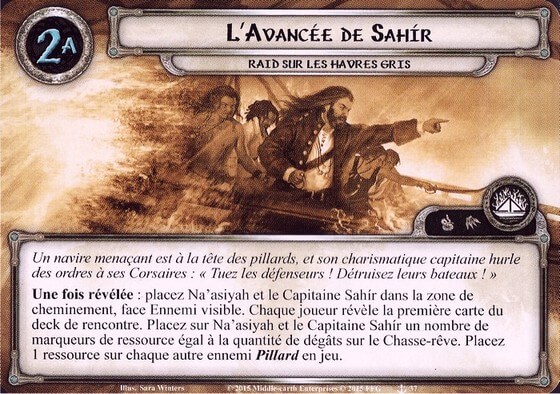 2A
L'Avancée de Sahír
Raid sur les Havres Gris
Un navire menaçant est à la tête des pillards, et son charismatique capitaine hurle
des ordres à ses Corsaires : « Tuez les défenseurs ! Détruisez leurs bateaux ! »
Une fois révélée : placez Na'asiyah et le Capitaine Sahír dans la zone de
cheminement, face Ennemi visible. Chaque joueur révèle la première carte du
deck de rencontre. Placez sur Na'asiyah et le Capitaine Sahír un nombre de
marqueurs de ressource égal à la quantité de dégâts sur le Chasse-rêve. Placez
1 ressource sur chaque autre ennemi Pillard en jeu.
Illus. Sara Winters ©2015 Middle-earth Enterprises © 2015 FFG 37